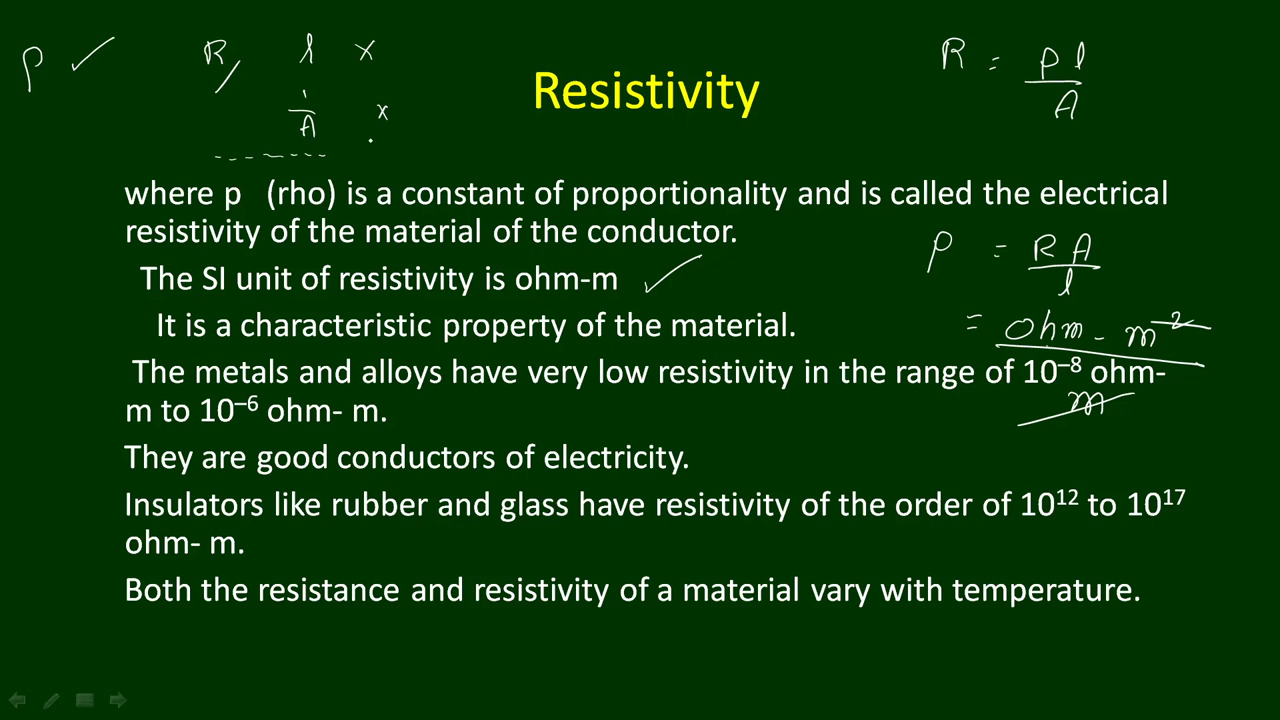 ρ ✓ R, l x
R = ρl / A
1/A x
Resistivity
where p (rho) is a constant of proportionality and is called the electrical
resistivity of the material of the conductor.
ρ = RA / l
The SI unit of resistivity is ohm-m ✓
It is a characteristic property of the material.
= ohm - m² / m
The metals and alloys have very low resistivity in the range of 10⁻⁸ ohm-
m to 10⁻⁶ ohm- m.
They are good conductors of electricity.
Insulators like rubber and glass have resistivity of the order of 10¹² to 10¹⁷
ohm- m.
Both the resistance and resistivity of a material vary with temperature.